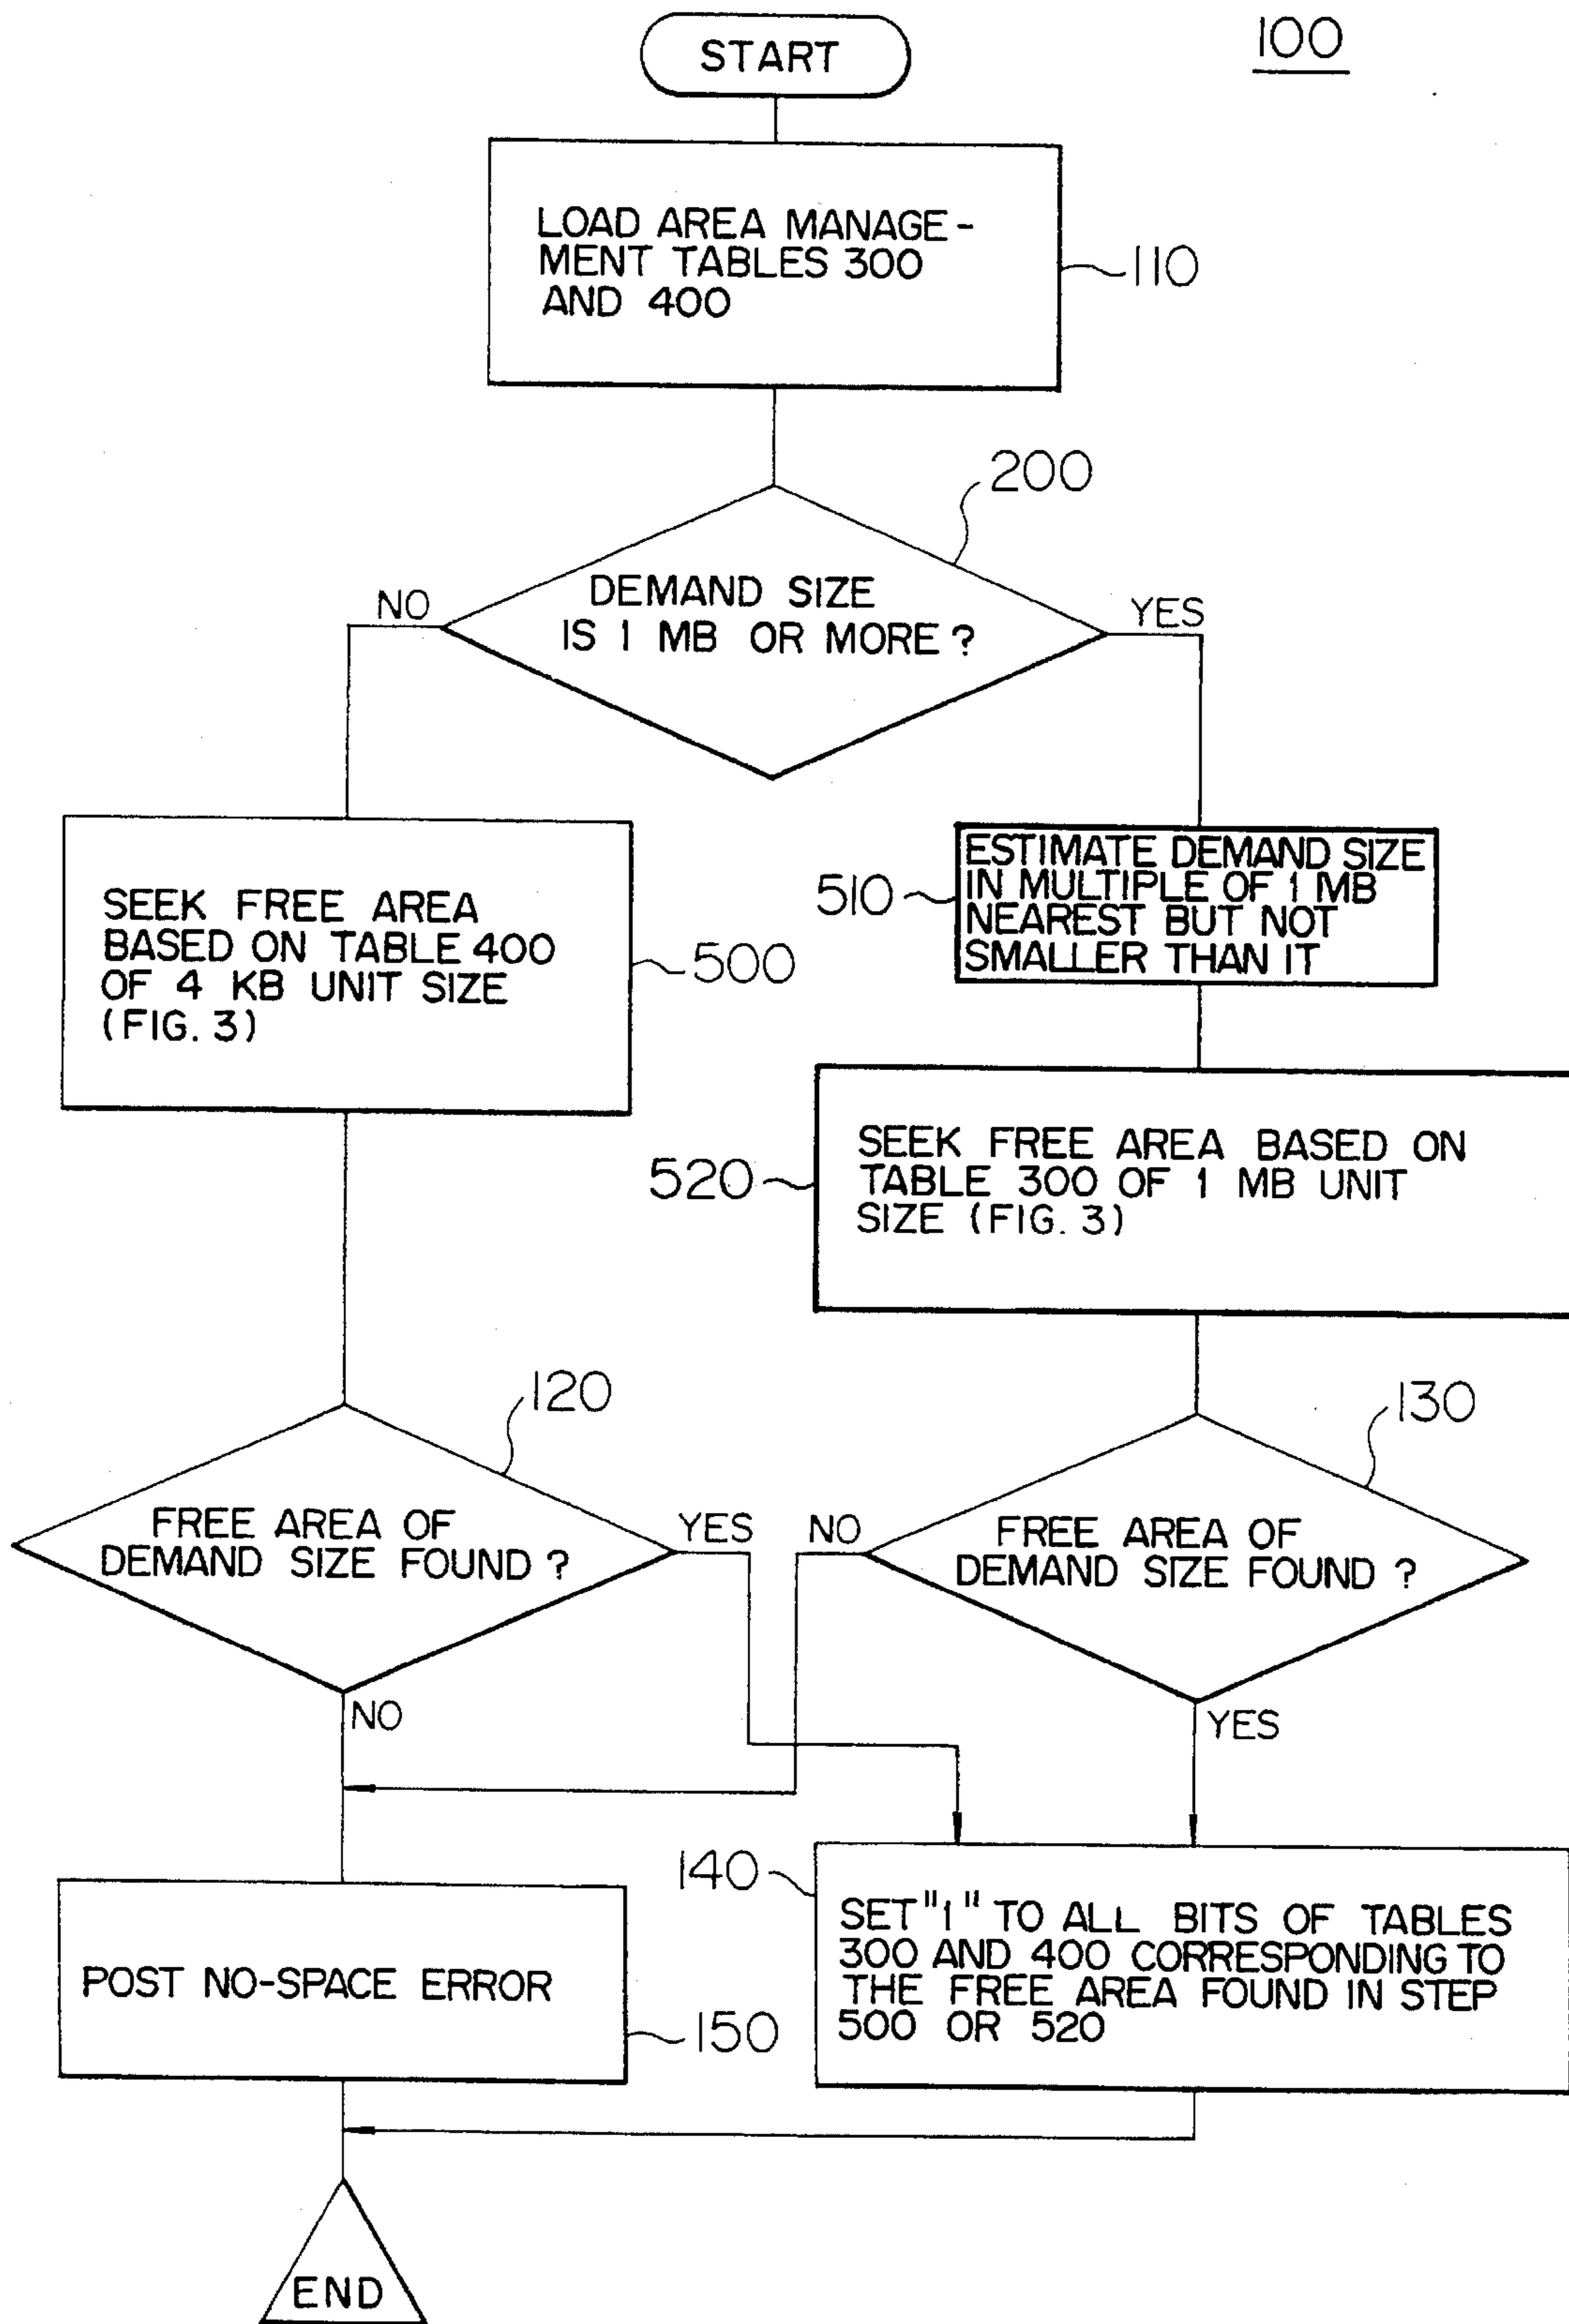 100
START
LOAD AREA MANAGE-
MENT TABLES 300
AND 400
110
200
DEMAND SIZE
IS 1 MB OR MORE ?
NO
YES
SEEK FREE AREA
BASED ON TABLE 400
OF 4 KB UNIT SIZE
(FIG. 3)
500
510
ESTIMATE DEMAND SIZE
IN MULTIPLE OF 1 MB
NEAREST BUT NOT
SMALLER THAN IT
520
SEEK FREE AREA BASED ON
TABLE 300 OF 1 MB UNIT
SIZE (FIG. 3)
120
FREE AREA OF
DEMAND SIZE FOUND ?
YES
NO
130
NO
FREE AREA OF
DEMAND SIZE FOUND ?
YES
140
SET "1" TO ALL BITS OF TABLES
300 AND 400 CORRESPONDING TO
THE FREE AREA FOUND IN STEP
500 OR 520
POST NO-SPACE ERROR
150
END